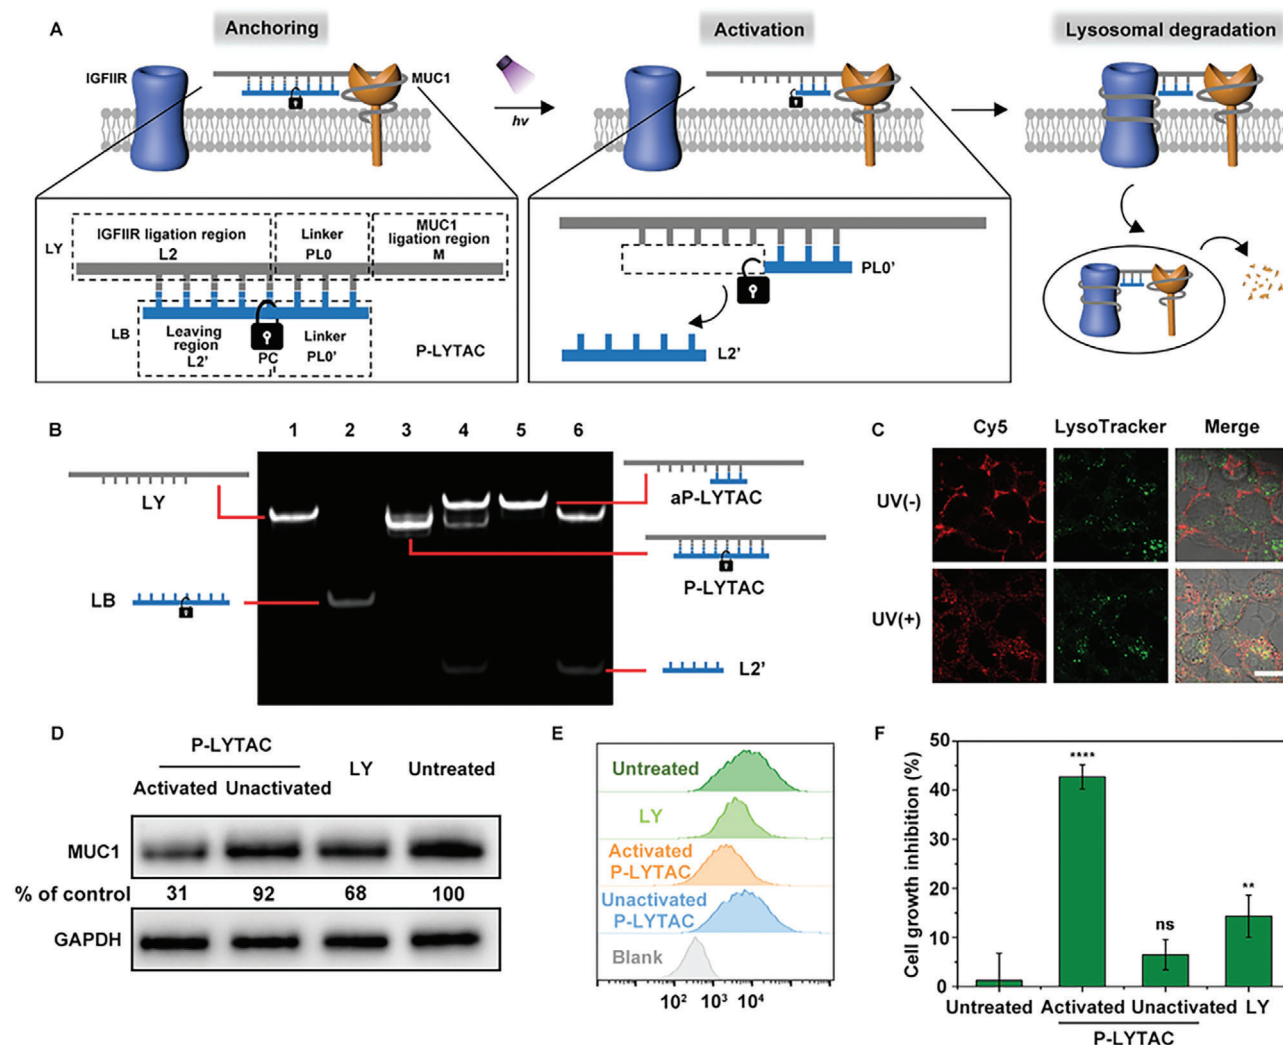 A
Anchoring
Activation
Lysosomal degradation
IGFIIR
MUC1
hv
LY
IGFIIR ligation region
L2
Linker
PL0
MUC1
ligation region
M
LB
Leaving
region
L2'
PC
Linker
PL0'
P-LYTAC
PL0'
L2'
B
1 2 3 4 5 6
LY
LB
aP-LYTAC
P-LYTAC
L2'
C
Cy5 LysoTracker Merge
UV(-)
UV(+)
D
P-LYTAC
Activated Unactivated LY Untreated
MUC1
% of control 31 92 68 100
GAPDH
E
Untreated
LY
Activated
P-LYTAC
Unactivated
P-LYTAC
Blank
10² 10³ 10⁴
F
Cell growth inhibition (%)
50
40
30
20
10
0
****
ns
**
Untreated Activated Unactivated LY
P-LYTAC